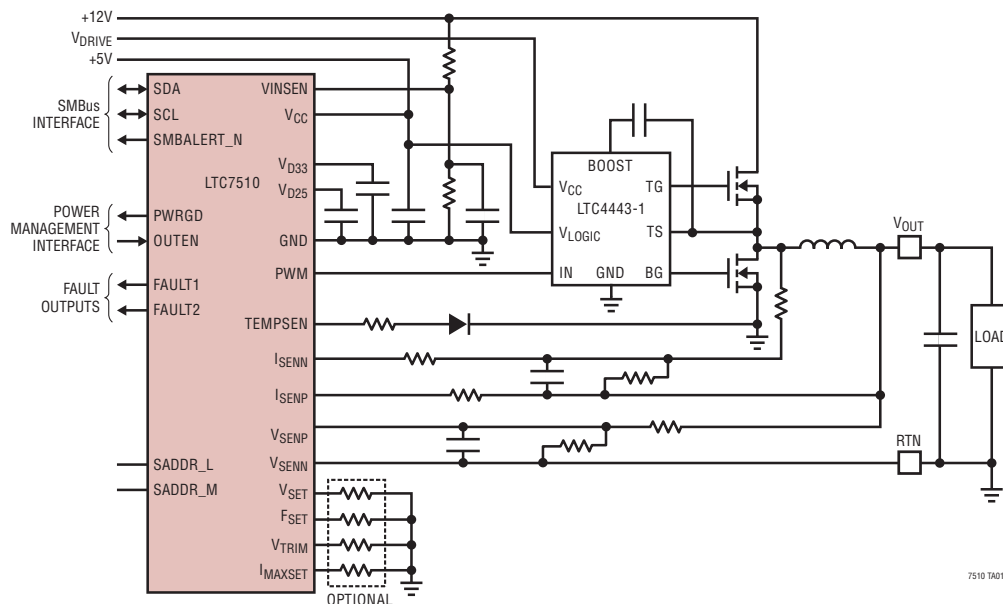 +12V
VDRIVE
+5V
SMBus
INTERFACE
SDA
SCL
SMBALERT_N
POWER
MANAGEMENT
INTERFACE
PWRGD
OUTEN
FAULT
OUTPUTS
FAULT1
FAULT2
SADDR_L
SADDR_M
LTC7510
VINSEN
VCC
VD33
VD25
GND
PWM
TEMPSEN
ISENN
ISENP
VSENP
VSENN
VSET
FSET
VTRIM
IMAXSET
OPTIONAL
BOOST
VCC
TG
LTC4443-1
VLOGIC
TS
IN
GND
BG
VOUT
LOAD
RTN
7510 TA01